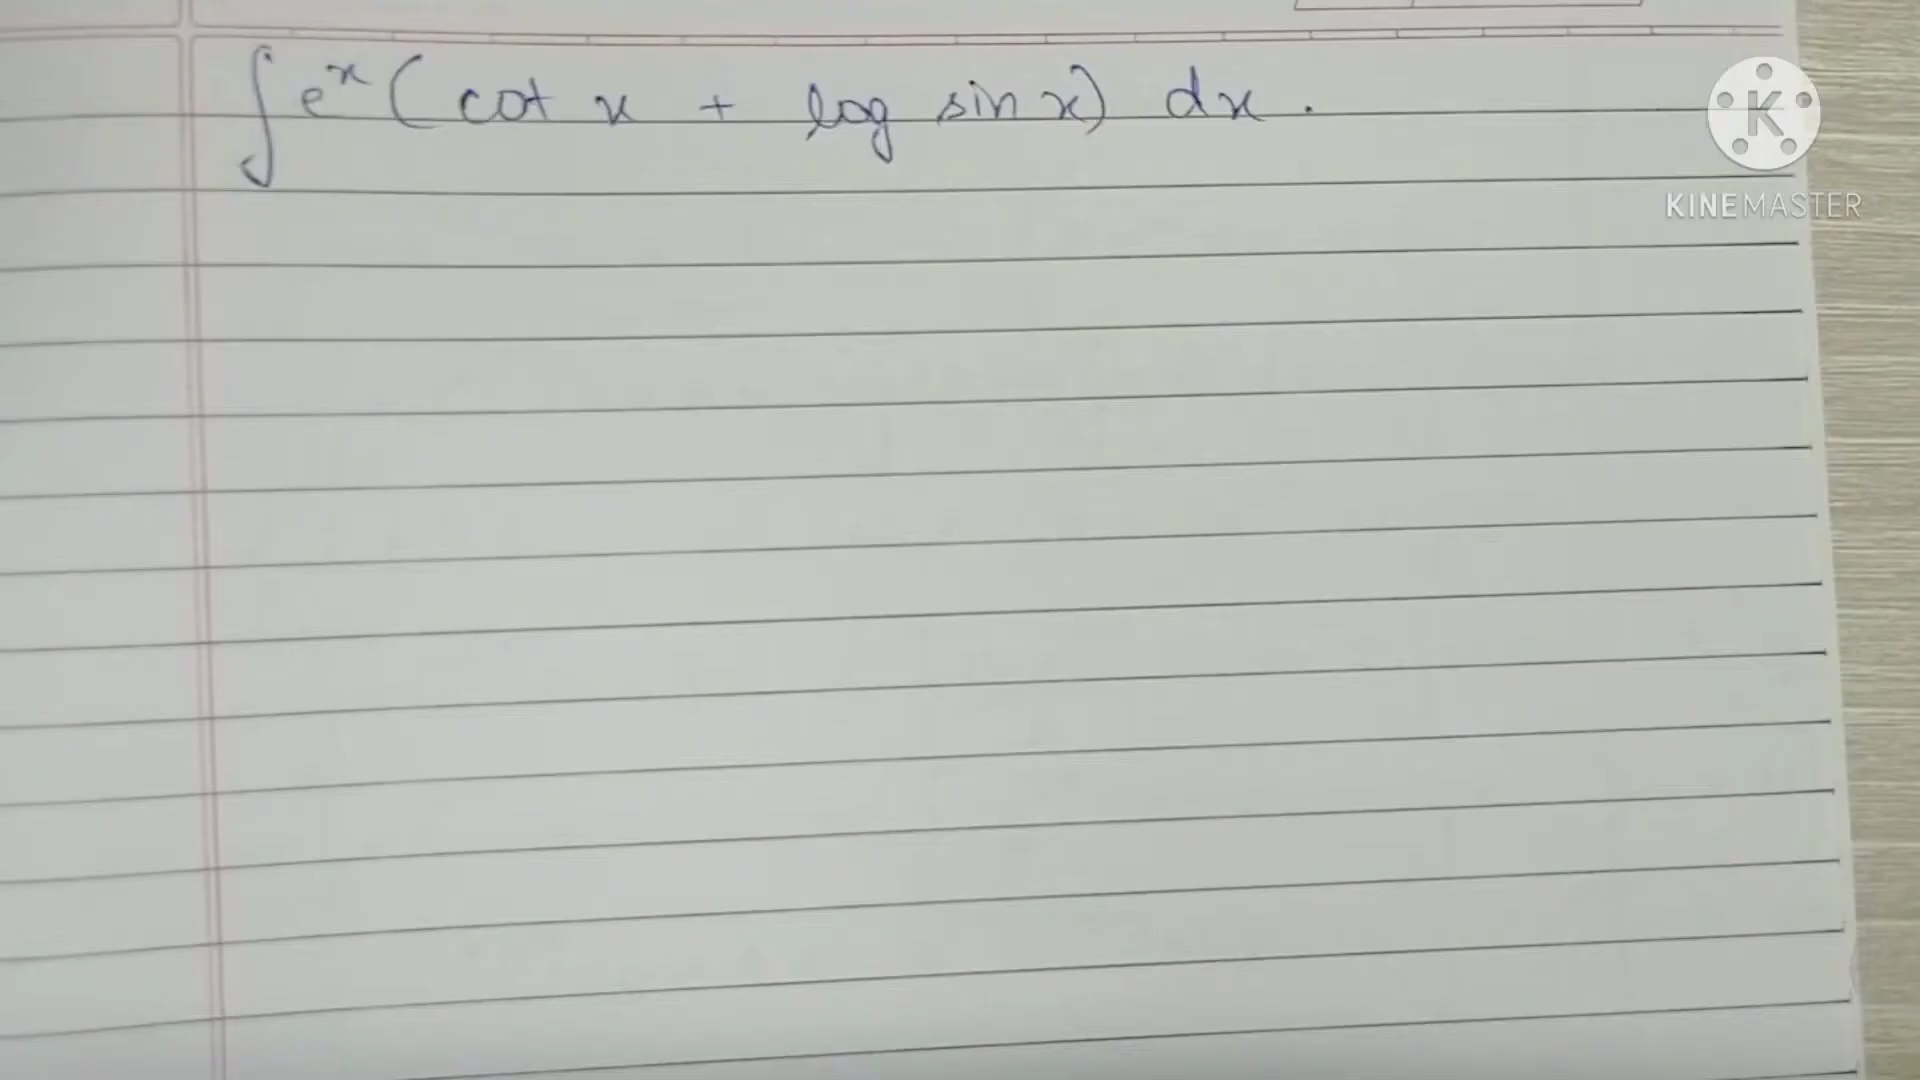 ∫ e^x ( cot x + log sin x) dx .
K
KINEMASTER